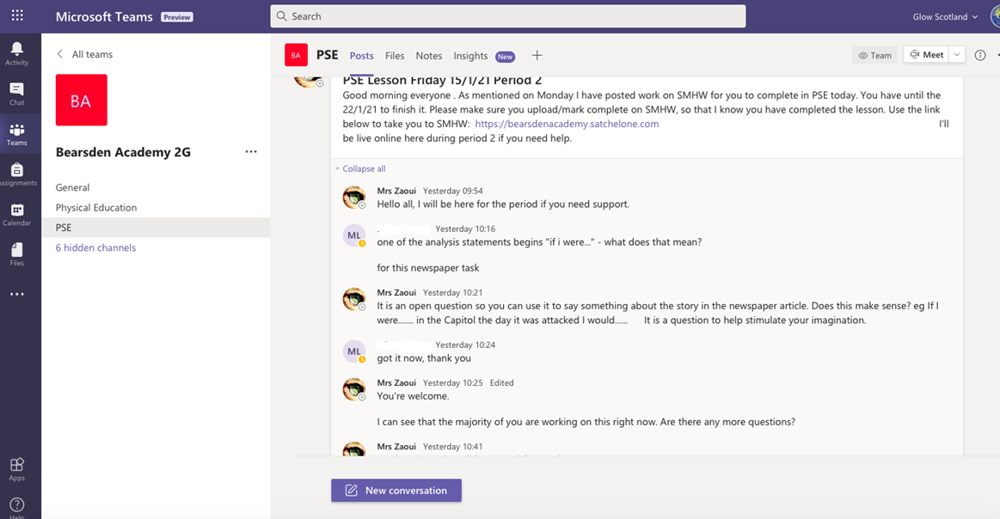 Microsoft Teams Preview
Search
Glow Scotland
Activity
Chat
Teams
Assignments
Calendar
Files
Apps
Help
All teams
BA
Bearsden Academy 2G
General
Physical Education
PSE
6 hidden channels
BA PSE Posts Files Notes Insights New
Team Meet
PSE Lesson Friday 15/1/21 Period 2
Good morning everyone . As mentioned on Monday I have posted work on SMHW for you to complete in PSE today. You have until the
22/1/21 to finish it. Please make sure you upload/mark complete on SMHW, so that I know you have completed the lesson. Use the link
below to take you to SMHW: https://bearsdenacademy.satchelone.com I'll
be live online here during period 2 if you need help.
Collapse all
Mrs Zaoui Yesterday 09:54
Hello all, I will be here for the period if you need support.
ML Yesterday 10:16
one of the analysis statements begins "if i were..." - what does that mean?
for this newspaper task
Mrs Zaoui Yesterday 10:21
It is an open question so you can use it to say something about the story in the newspaper article. Does this make sense? eg If I
were....... in the Capitol the day it was attacked I would...... It is a question to help stimulate your imagination.
ML Yesterday 10:24
got it now, thank you
Mrs Zaoui Yesterday 10:25 Edited
You're welcome.
I can see that the majority of you are working on this right now. Are there any more questions?
Mrs Zaoui Yesterday 10:41
New conversation